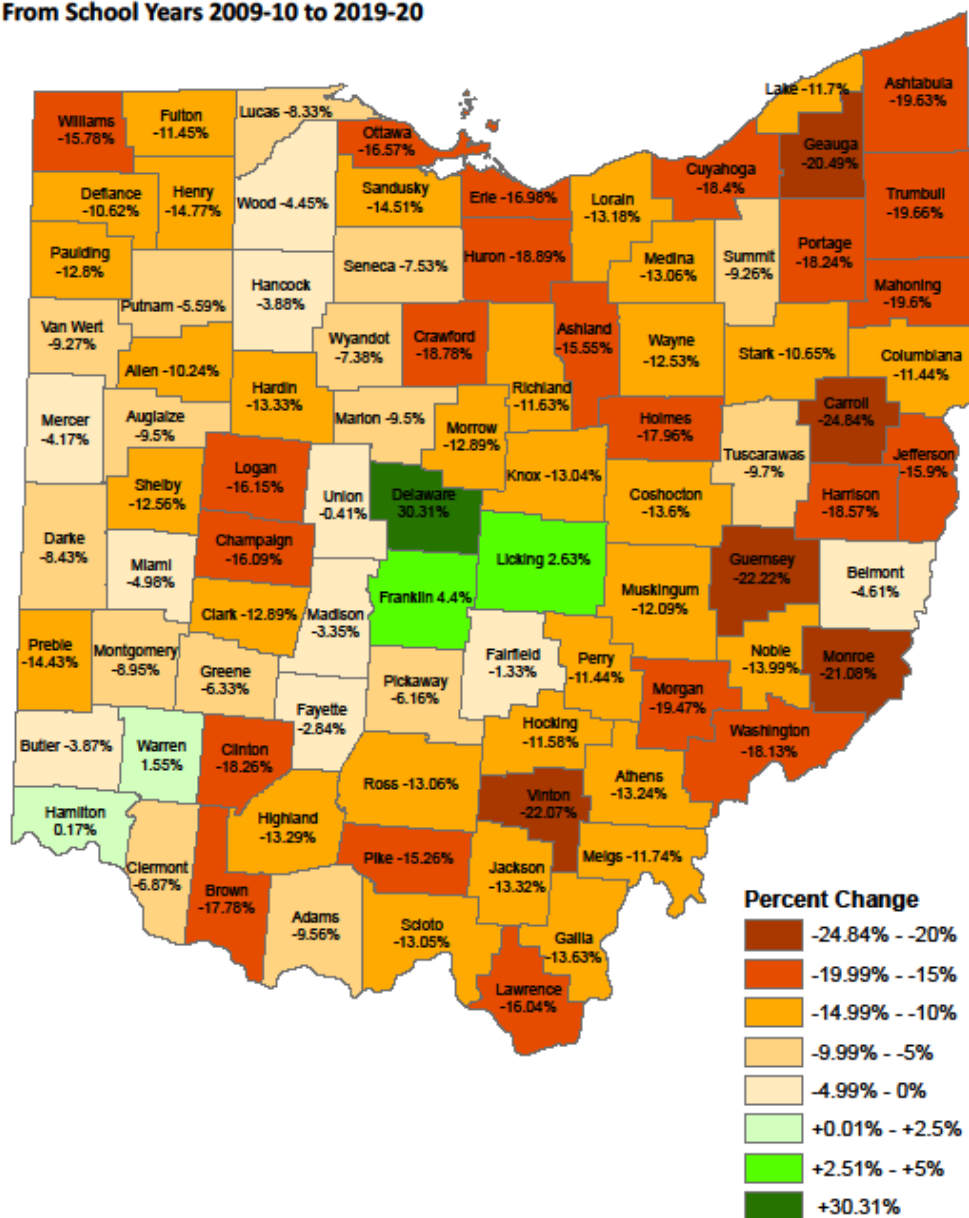 From School Years 2009-10 to 2019-20
Ashtabula
-19.63%
Lake -11.7%
Lucas -8.33%
Fulton
-11.45%
Williams
-15.78%
Ottawa
-16.57%
Geauga
-20.49%
Cuyahoga
-18.4%
Defiance
-10.62%
Henry
-14.77%
Wood -4.45%
Sandusky
-14.51%
Erie -16.98%
Lorain
-13.18%
Trumbull
-19.66%
Paulding
-12.8%
Seneca -7.53%
Huron -18.89%
Medina
-13.06%
Summit
-9.26%
Portage
-18.24%
Mahoning
-19.6%
Hancock
-3.88%
Putnam -5.59%
Van Wert
-9.27%
Wyandot
-7.38%
Crawford
-18.78%
Ashland
-15.55%
Wayne
-12.53%
Stark -10.65%
Columbiana
-11.44%
Allen -10.24%
Hardin
-13.33%
Richland
-11.63%
Mercer
-4.17%
Auglaize
-9.5%
Marion -9.5%
Morrow
-12.89%
Holmes
-17.96%
Carroll
-24.84%
Tuscarawas
-9.7%
Jefferson
-15.9%
Logan
-16.15%
Knox -13.04%
Shelby
-12.56%
Union
-0.41%
Delaware
30.31%
Coshocton
-13.6%
Harrison
-18.57%
Darke
-8.43%
Champaign
-16.09%
Miami
-4.98%
Licking 2.63%
Guernsey
-22.22%
Belmont
-4.61%
Franklin 4.4%
Muskingum
-12.09%
Clark -12.89%
Madison
-3.35%
Preble
-14.43%
Montgomery
-8.95%
Greene
-6.33%
Pickaway
-6.16%
Fairfield
-1.33%
Perry
-11.44%
Noble
-13.99%
Monroe
-21.08%
Morgan
-19.47%
Fayette
-2.84%
Hocking
-11.58%
Washington
-18.13%
Butler -3.87%
Warren
1.55%
Clinton
-18.26%
Ross -13.06%
Athens
-13.24%
Vinton
-22.07%
Hamilton
0.17%
Highland
-13.29%
Clermont
-6.87%
Pike -15.26%
Jackson
-13.32%
Meigs -11.74%
Brown
-17.78%
Adams
-9.56%
Scioto
-13.05%
Gallia
-13.63%
Lawrence
-16.04%
Percent Change
-24.84% - -20%
-19.99% - -15%
-14.99% - -10%
-9.99% - -5%
-4.99% - 0%
+0.01% - +2.5%
+2.51% - +5%
+30.31%